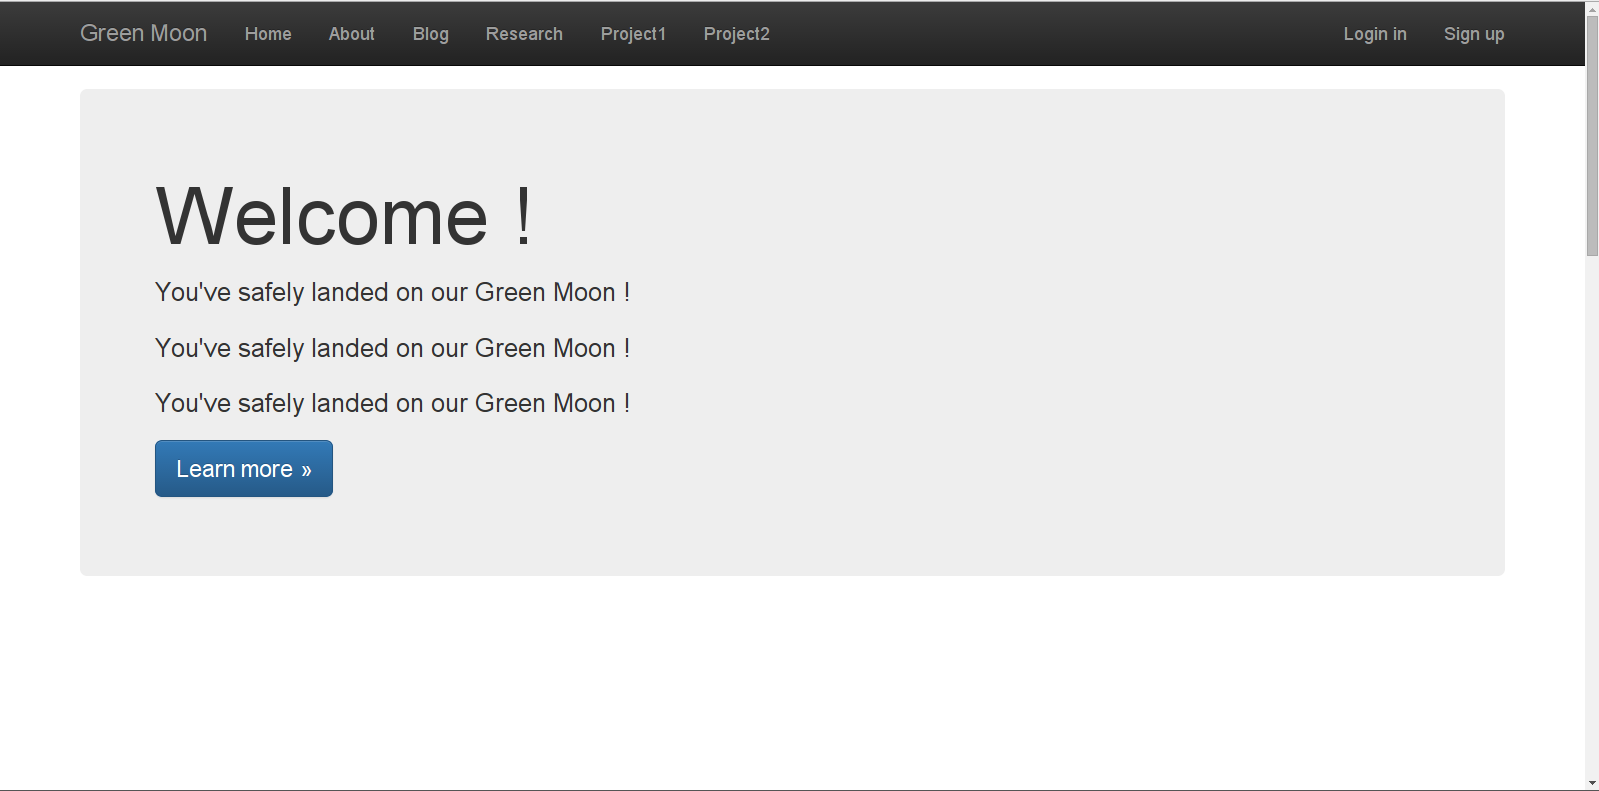 Green Moon Home About Blog Research Project1 Project2 Login in Sign up
Welcome !
You've safely landed on our Green Moon !
You've safely landed on our Green Moon !
You've safely landed on our Green Moon !
Learn more »